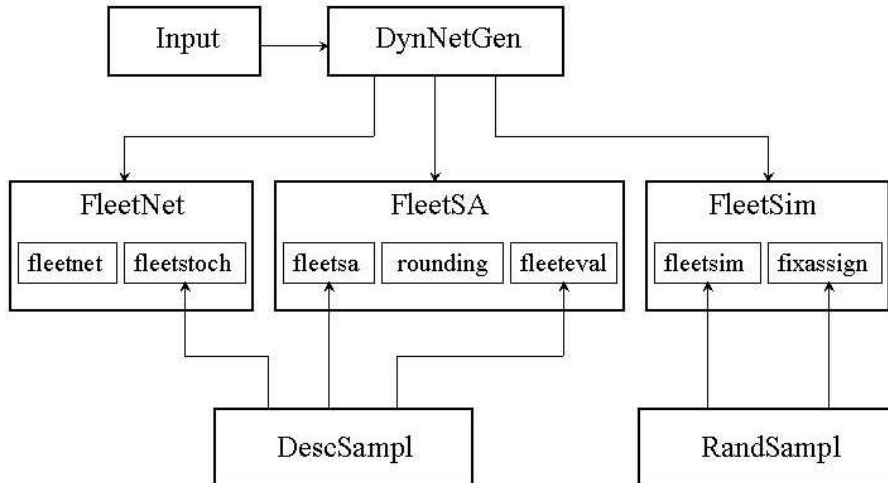 Input
DynNetGen
FleetNet
FleetSA
FleetSim
fleetnet
fleetstoch
fleetsa
rounding
fleeteval
fleetsim
fixassign
DescSampl
RandSampl